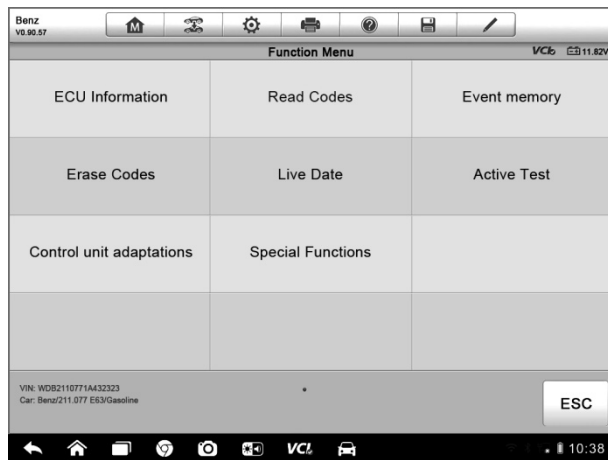 Benz
V0.90.57
M
Function Menu
VCI
11.82V
ECU Information
Read Codes
Event memory
Erase Codes
Live Date
Active Test
Control unit adaptations
Special Functions
VIN: WDB2110771A432323
Car: Benz/211.077 E63/Gasoline
ESC
VCI
10:38